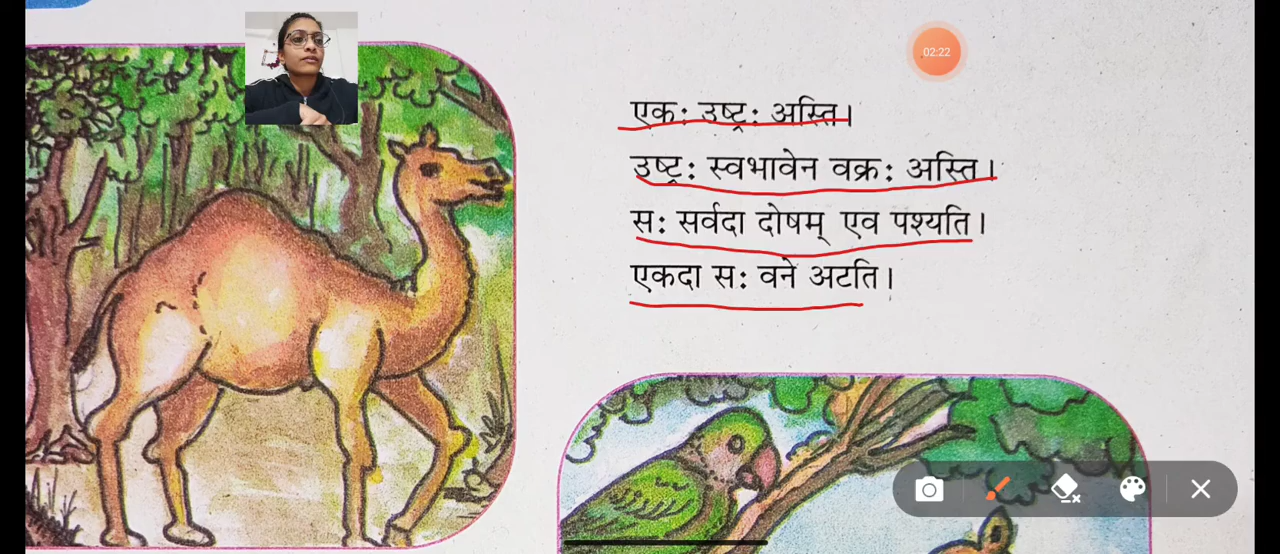 02:22
एकः उष्ट्रः अस्ति।
उष्ट्रः स्वभावेन वक्रः अस्ति।
सः सर्वदा दोषम् एव पश्यति।
एकदा सः वने अटति।